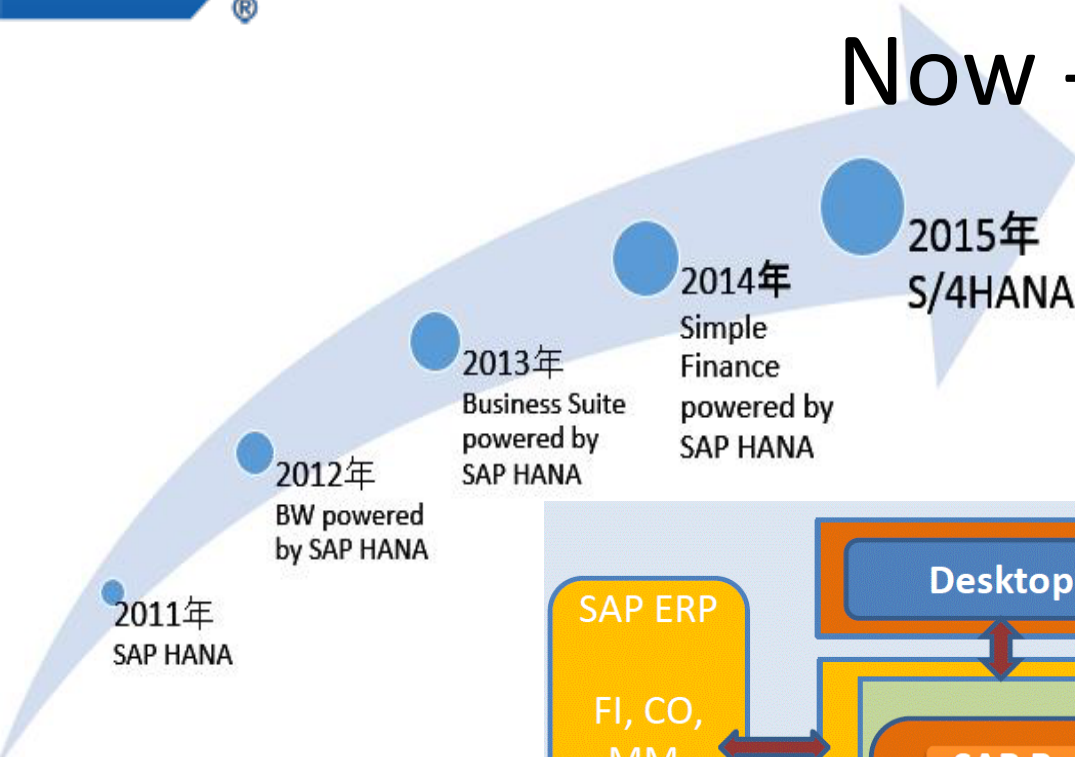 ®
Now -
2015年
S/4HANA
2014年
Simple
Finance
powered by
SAP HANA
2013年
Business Suite
powered by
SAP HANA
2012年
BW powered
by SAP HANA
2011年
SAP HANA
Desktop
SAP ERP
FI, CO,
MM
SAP